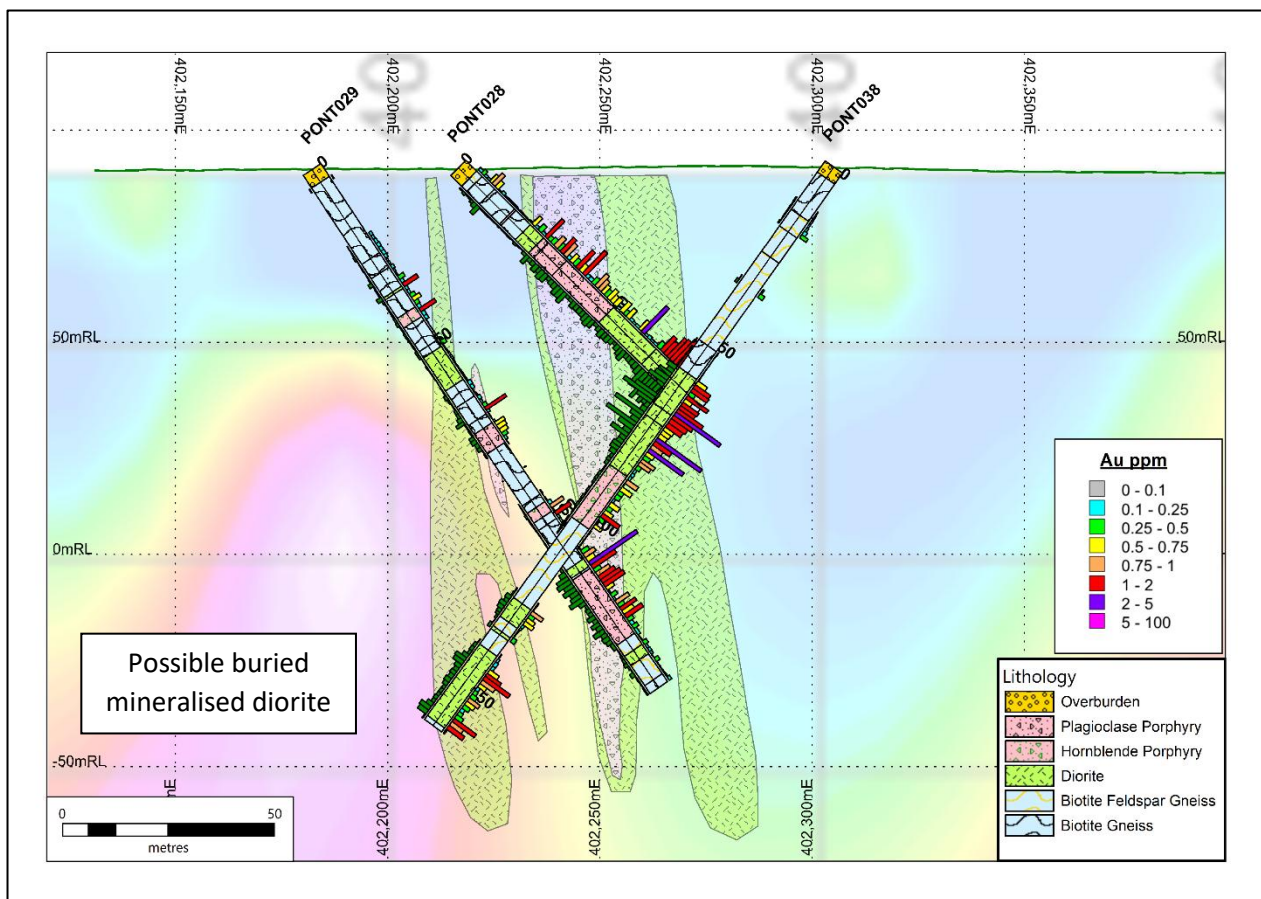 402,150mE
402,200mE
402,250mE
402,300mE
402,350mE
PONT029
PONT028
PONT038
0
0
0
50mRL
50mRL
50
50
50
0mRL
50
-50mRL
402,200mE
402,250mE
402,300mE
Possible buried
mineralised diorite
0 50
metres
Au ppm
0 - 0.1
0.1 - 0.25
0.25 - 0.5
0.5 - 0.75
0.75 - 1
1 - 2
2 - 5
5 - 100
Lithology
Overburden
Plagioclase Porphyry
Hornblende Porphyry
Diorite
Biotite Feldspar Gneiss
Biotite Gneiss